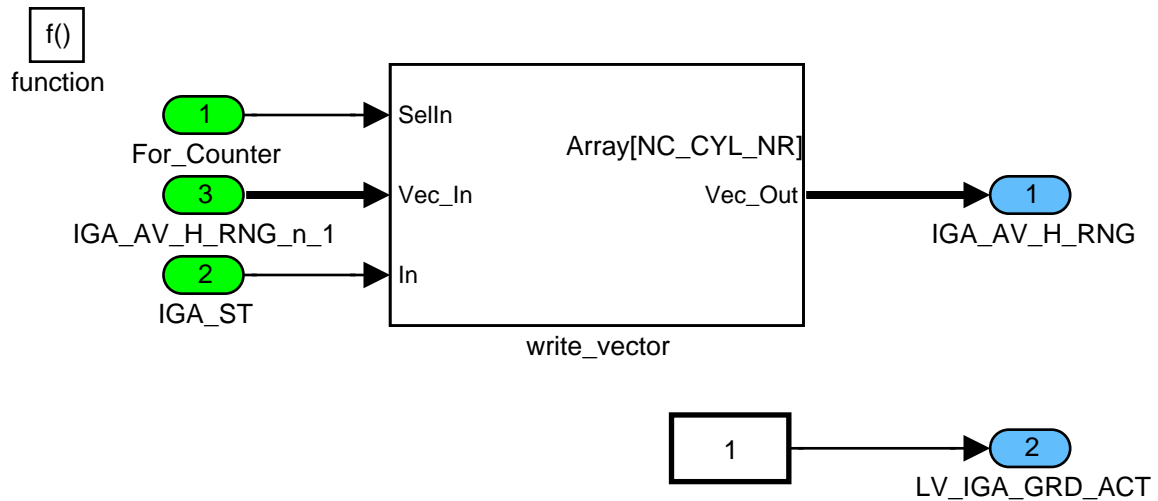 f()
function
1
SelIn
For_Counter
Array[NC_CYL_NR]
3
Vec_In
Vec_Out
1
IGA_AV_H_RNG_n_1
IGA_AV_H_RNG
2
In
IGA_ST
write_vector
1
2
LV_IGA_GRD_ACT